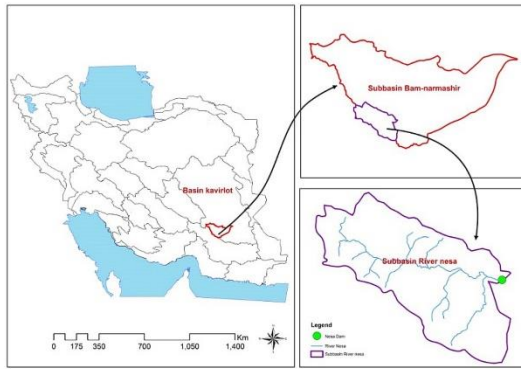 Basin kavirlot
Km
0 175 350 700 1,050 1,400
Subbasin Bam-narmashir
Subbasin River nesa
Legend
Nesa Dam
River Nesa
Subbasin River nesa